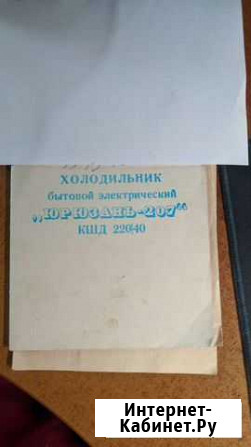 ХОЛОДИЛЬНИК
бытовой электрический
„ЮРЮЗАНЬ-207“
КШД 220/40
Интернет-
Кабинет.Ру